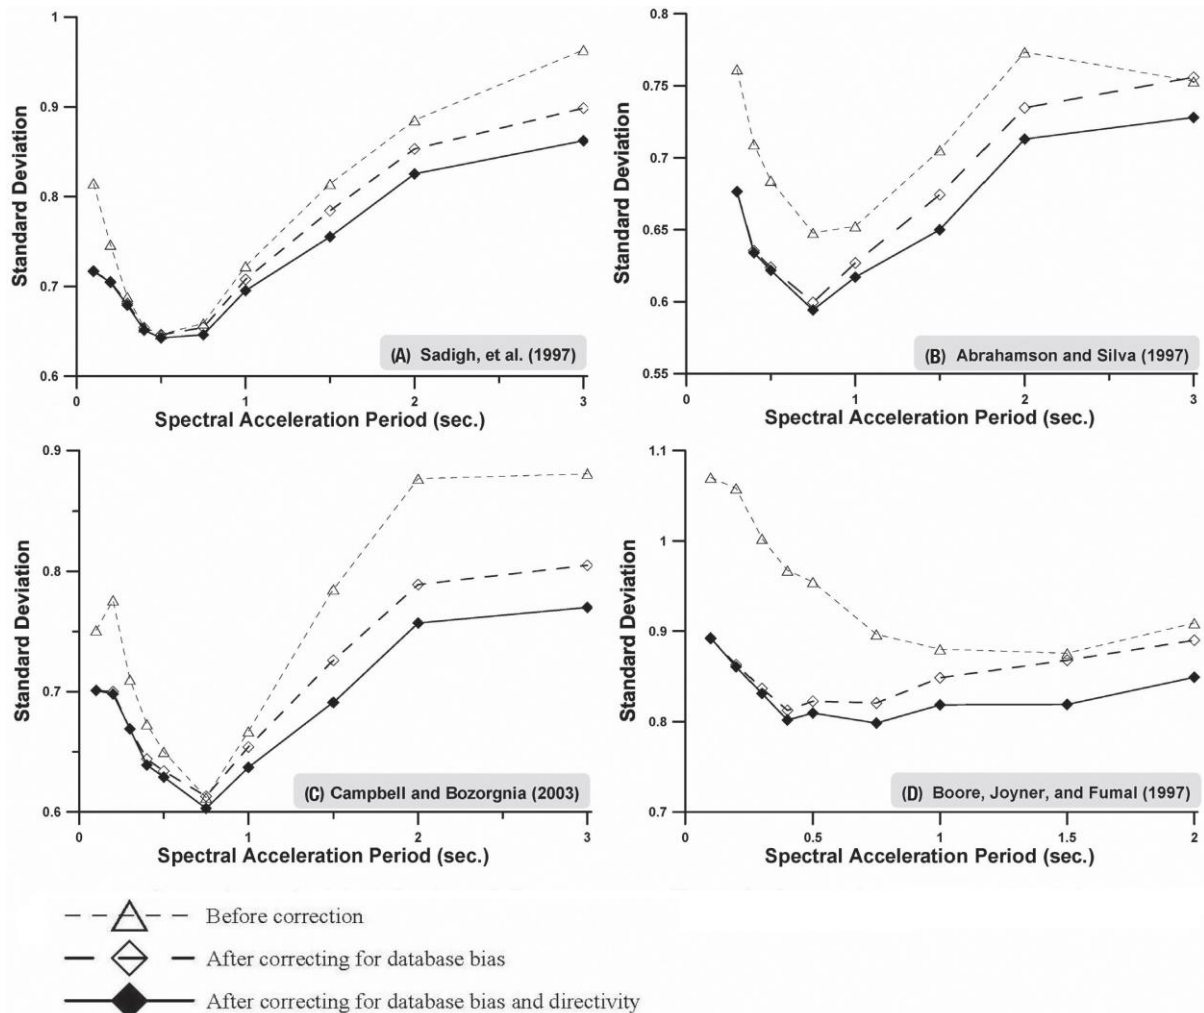 1
0.9
0.8
0.7
0.6
0
1
2
3
Standard Deviation
Spectral Acceleration Period (sec.)
(A) Sadigh, et al. (1997)
0.8
0.75
0.7
0.65
0.6
0.55
0
1
2
3
Standard Deviation
Spectral Acceleration Period (sec.)
(B) Abrahamson and Silva (1997)
0.9
0.8
0.7
0.6
0
1
2
3
Standard Deviation
Spectral Acceleration Period (sec.)
(C) Campbell and Bozorgnia (2003)
1.1
1
0.9
0.8
0.7
0
0.5
1
1.5
2
Standard Deviation
Spectral Acceleration Period (sec.)
(D) Boore, Joyner, and Fumal (1997)
Before correction
After correcting for database bias
After correcting for database bias and directivity